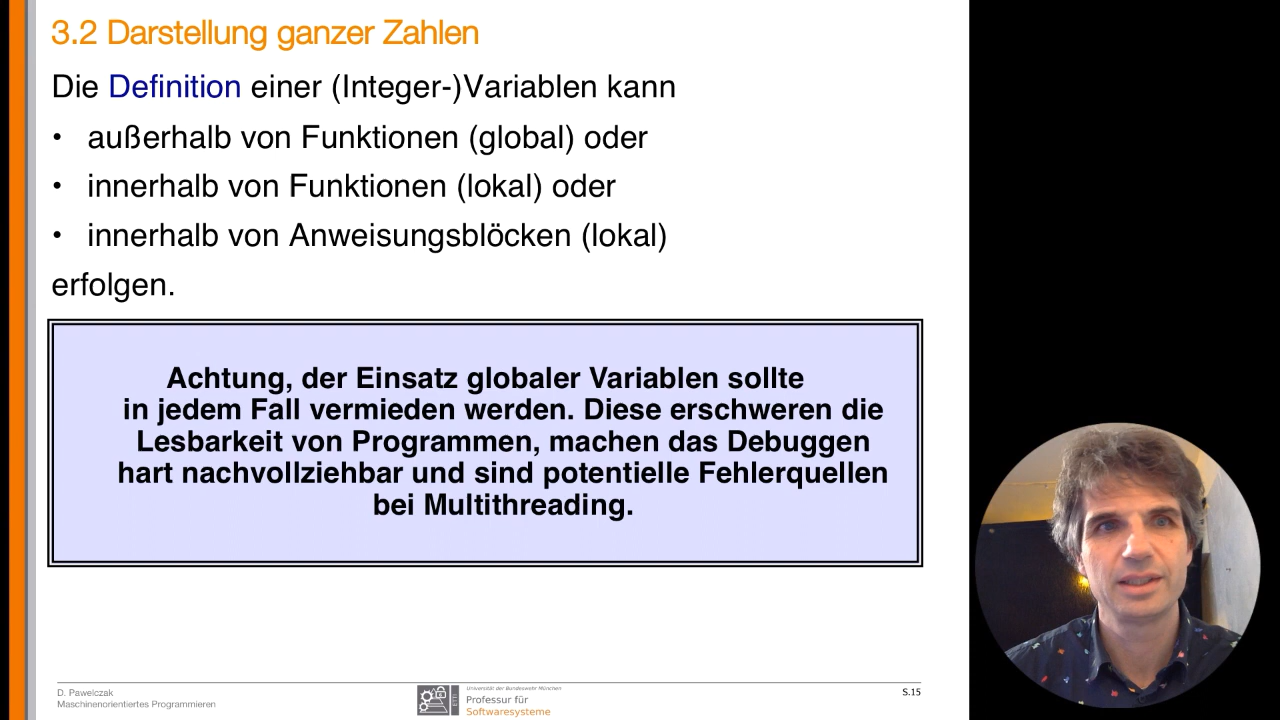 3.2 Darstellung ganzer Zahlen
Die Definition einer (Integer-)Variablen kann
• außerhalb von Funktionen (global) oder
• innerhalb von Funktionen (lokal) oder
• innerhalb von Anweisungsblöcken (lokal)
erfolgen.
Achtung, der Einsatz globaler Variablen sollte
in jedem Fall vermieden werden. Diese erschweren die
Lesbarkeit von Programmen, machen das Debuggen
hart nachvollziehbar und sind potentielle Fehlerquellen
bei Multithreading.
D. Pawelczak
Maschinenorientiertes Programmieren
ETTI
Universität der Bundeswehr München
Professur für
Softwaresysteme
S.15